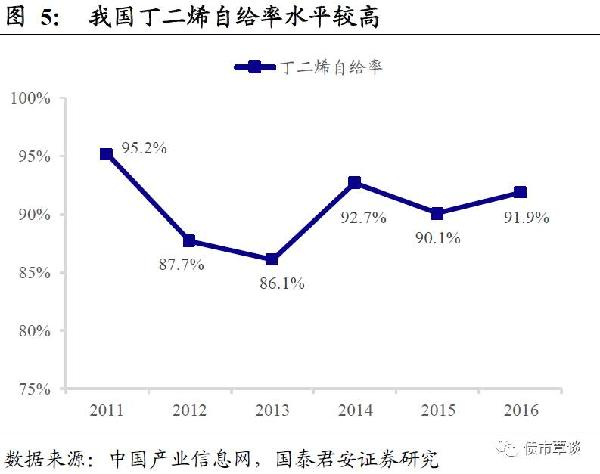 图 5： 我国丁二烯自给率水平较高
丁二烯自给率
100%
95%
90%
85%
80%
75%
95.2%
87.7%
86.1%
92.7%
90.1%
91.9%
2011 2012 2013 2014 2015 2016
数据来源：中国产业信息网，国泰君安证券研究
债市覃谈